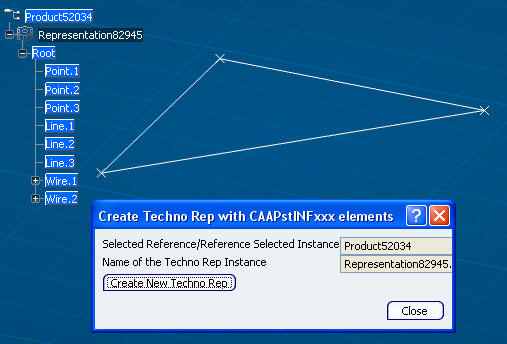 Product52034
Representation82945
Root
Point.1
Point.2
Point.3
Line.1
Line.2
Line.3
Wire.1
Wire.2
Create Techno Rep with CAAPstINFxxx elements
Selected Reference/Reference Selected Instance Product52034
Name of the Techno Rep Instance Representation82945.
Create New Techno Rep
Close